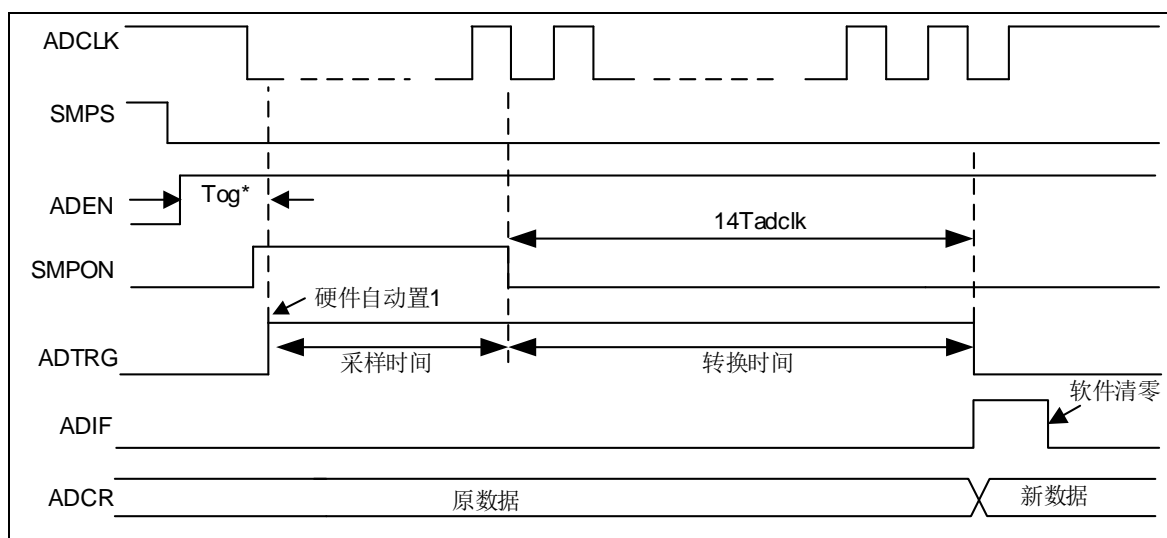 ADCLK
SMPS
ADEN
Tog*
14Tadclk
SMPON
硬件自动置1
ADTRG
采样时间
转换时间
软件清零
ADIF
ADCR
原数据
新数据